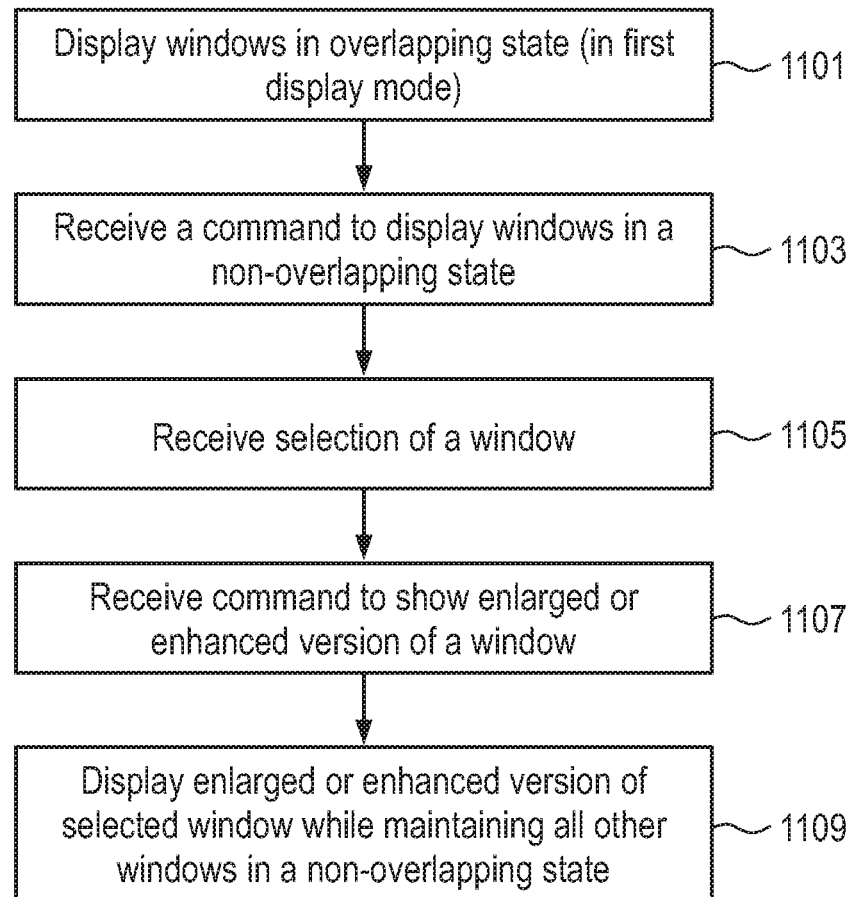 Display windows in overlapping state (in first
display mode)
1101
Receive a command to display windows in a
non-overlapping state
1103
Receive selection of a window
1105
Receive command to show enlarged or
enhanced version of a window
1107
Display enlarged or enhanced version of
selected window while maintaining all other
windows in a non-overlapping state
1109